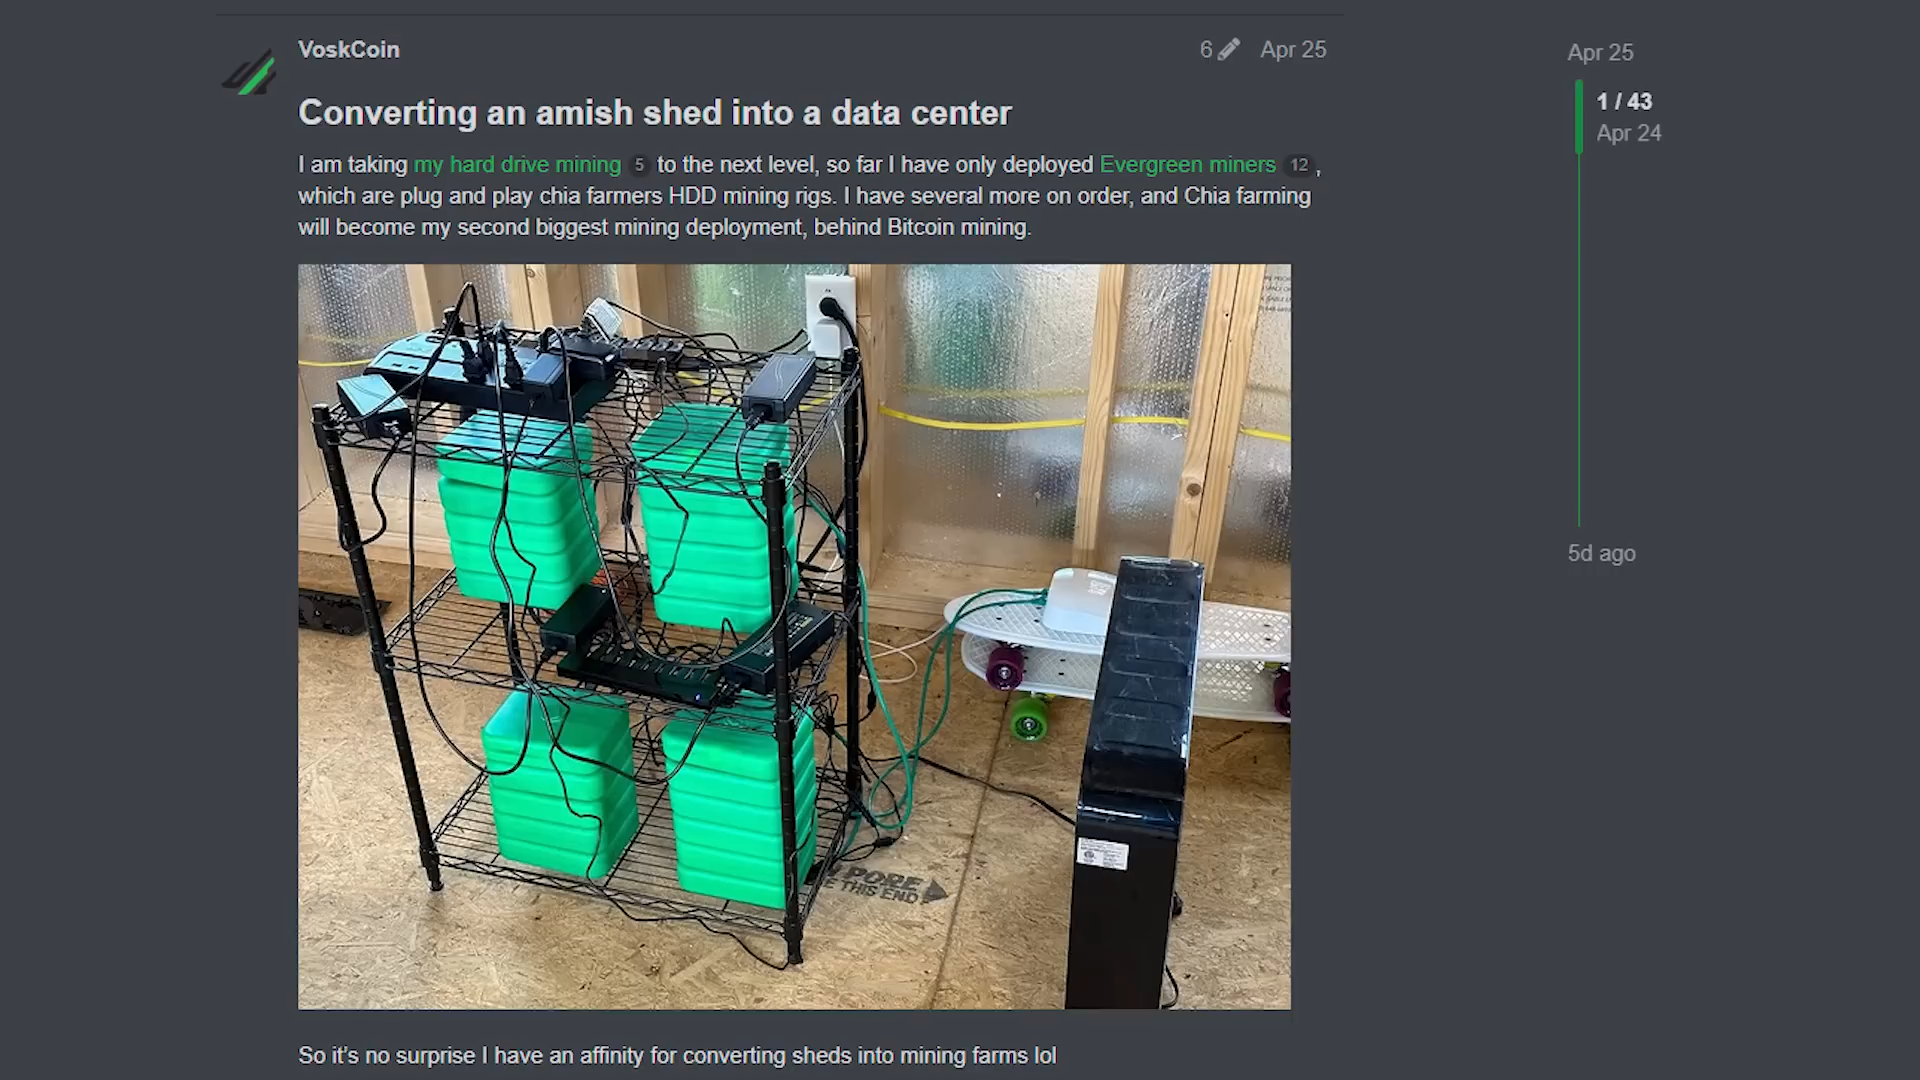 VoskCoin
6
Apr 25
Converting an amish shed into a data center
I am taking my hard drive mining 5 to the next level, so far I have only deployed Evergreen miners 12,
which are plug and play chia farmers HDD mining rigs. I have several more on order, and Chia farming
will become my second biggest mining deployment, behind Bitcoin mining.
PORE
THIS END
So it's no surprise I have an affinity for converting sheds into mining farms lol
Apr 25
1 / 43
Apr 24
5d ago